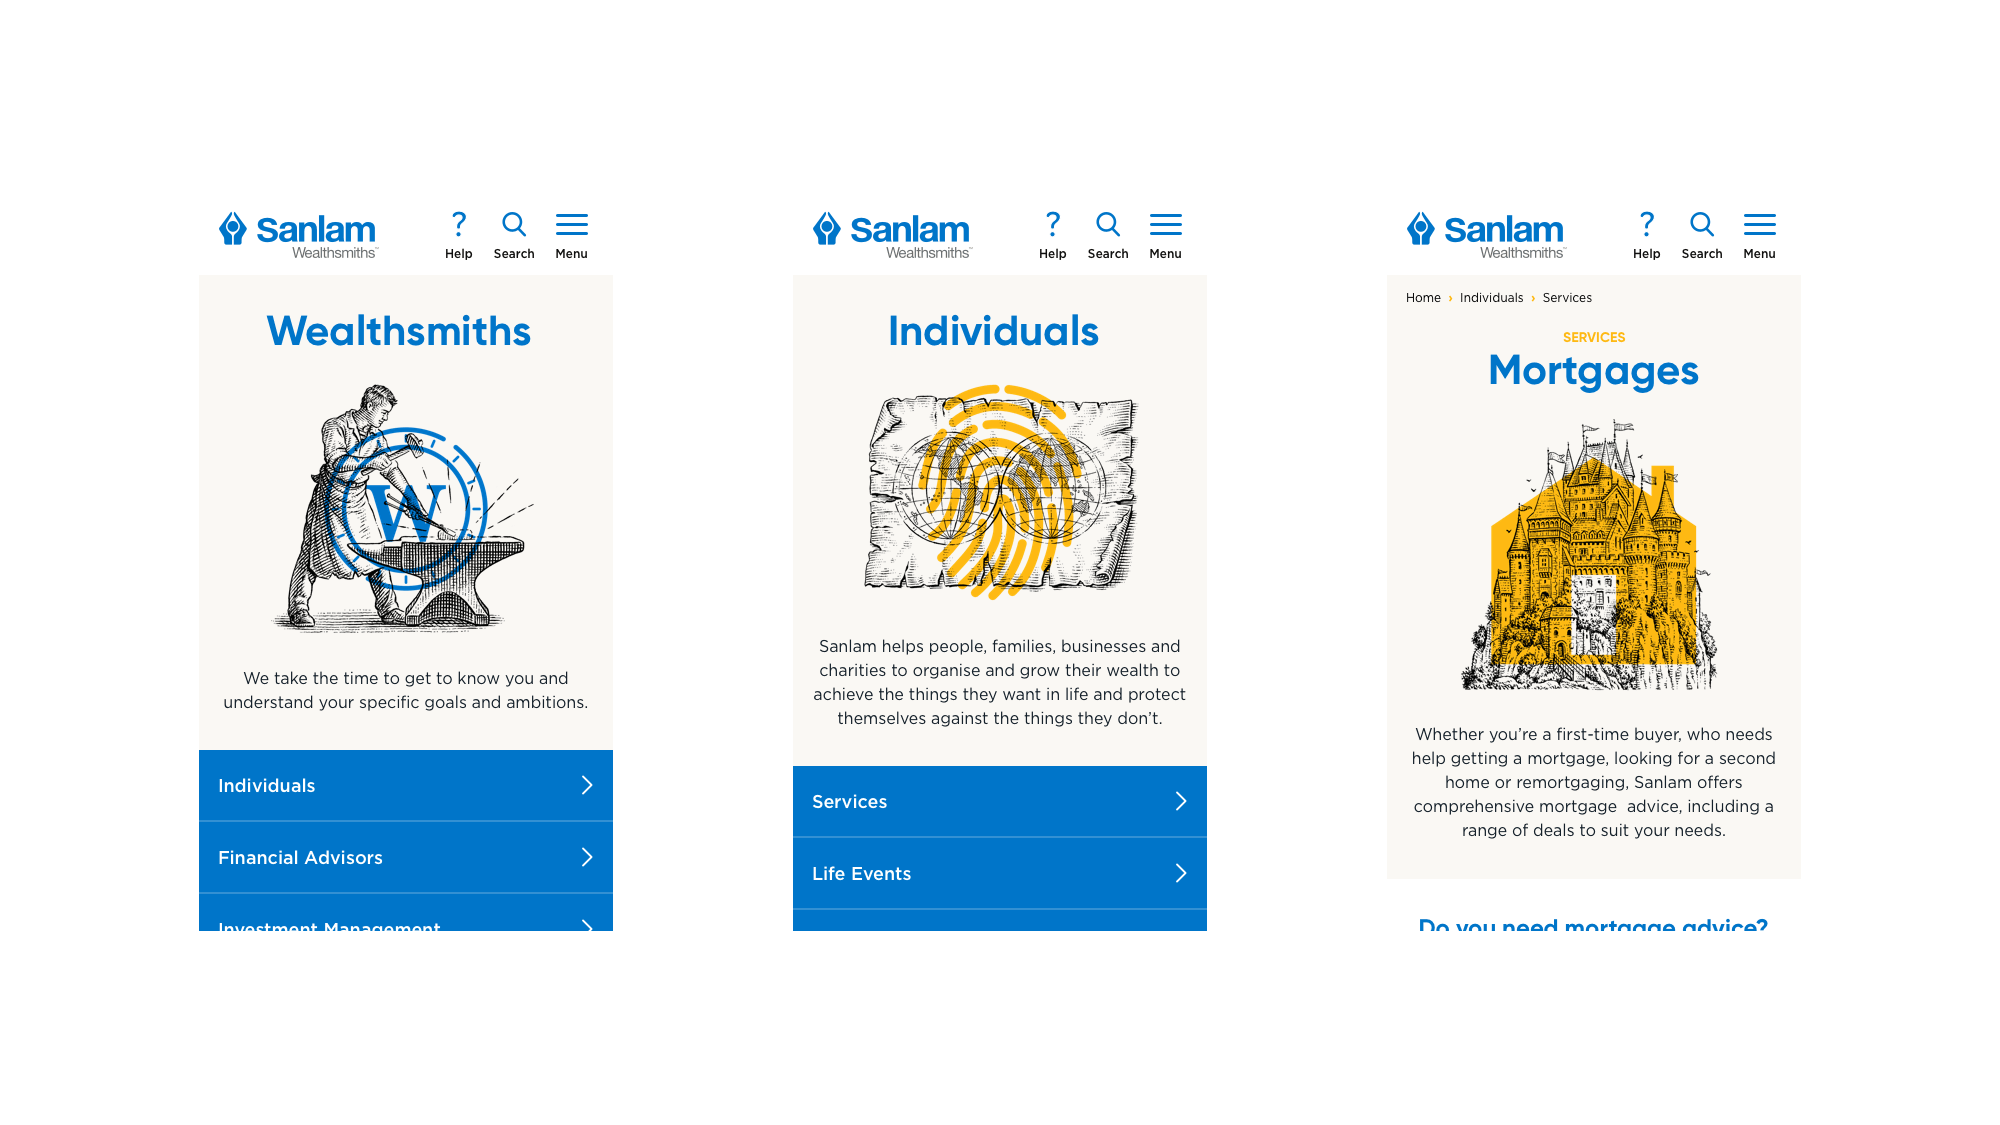 Sanlam
Wealthsmiths™
Help
Search
Menu
Wealthsmiths
W
We take the time to get to know you and
understand your specific goals and ambitions.
Individuals
Financial Advisors
Investment Management
Sanlam
Wealthsmiths™
Help
Search
Menu
Individuals
Sanlam helps people, families, businesses and
charities to organise and grow their wealth to
achieve the things they want in life and protect
themselves against the things they don’t.
Services
Life Events
Sanlam
Wealthsmiths™
Help
Search
Menu
Home › Individuals › Services
SERVICES
Mortgages
Whether you’re a first-time buyer, who needs
help getting a mortgage, looking for a second
home or remortgaging, Sanlam offers
comprehensive mortgage  advice, including a
range of deals to suit your needs.
Do you need mortgage advice?